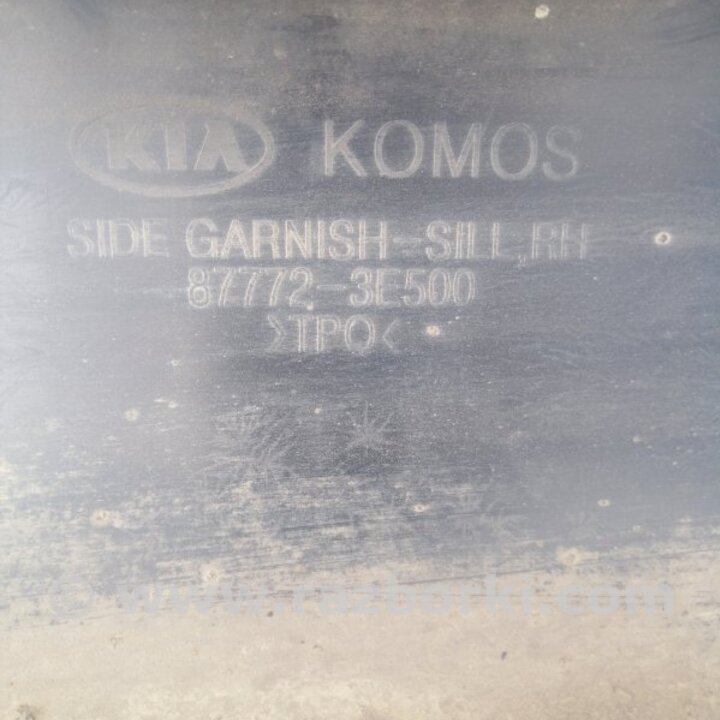 KIA KOMOS
SIDE GARNISH-SILL,RH
87772-3E500
>TPO<
www.razborki.com